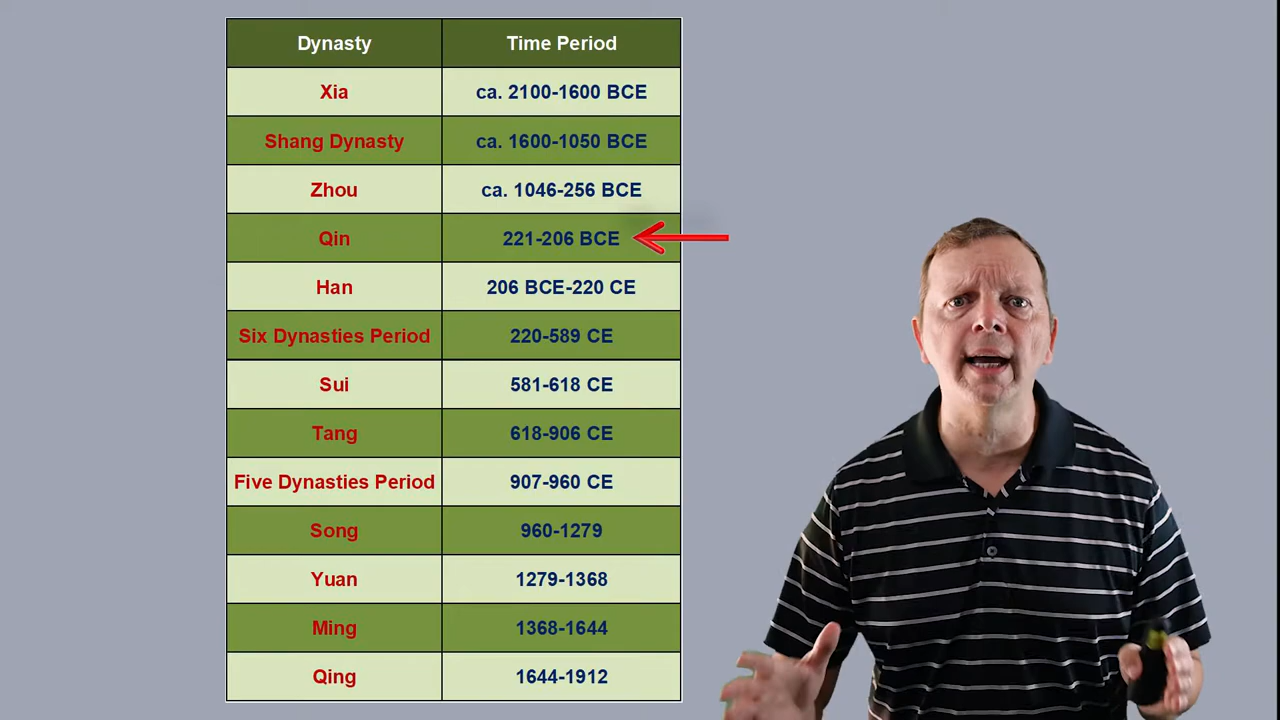 Dynasty Time Period
Xia ca. 2100-1600 BCE
Shang Dynasty ca. 1600-1050 BCE
Zhou ca. 1046-256 BCE
Qin 221-206 BCE
Han 206 BCE-220 CE
Six Dynasties Period 220-589 CE
Sui 581-618 CE
Tang 618-906 CE
Five Dynasties Period 907-960 CE
Song 960-1279
Yuan 1279-1368
Ming 1368-1644
Qing 1644-1912